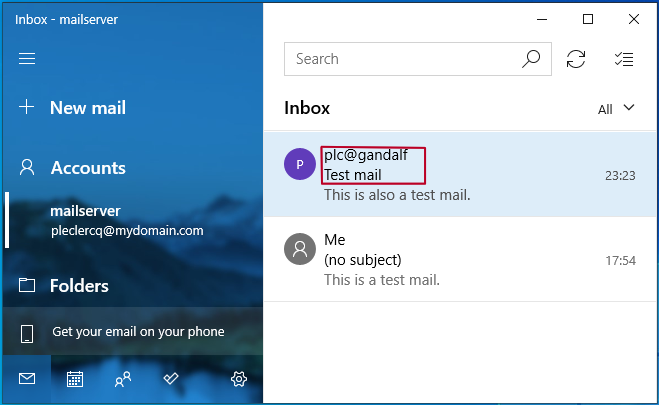 Inbox - mailserver
New mail
Accounts
mailserver
pleclercq@mydomain.com
Folders
Get your email on your phone
Search
Inbox
All
P
plc@gandalf
Test mail
23:23
This is also a test mail.
Me
(no subject)
17:54
This is a test mail.